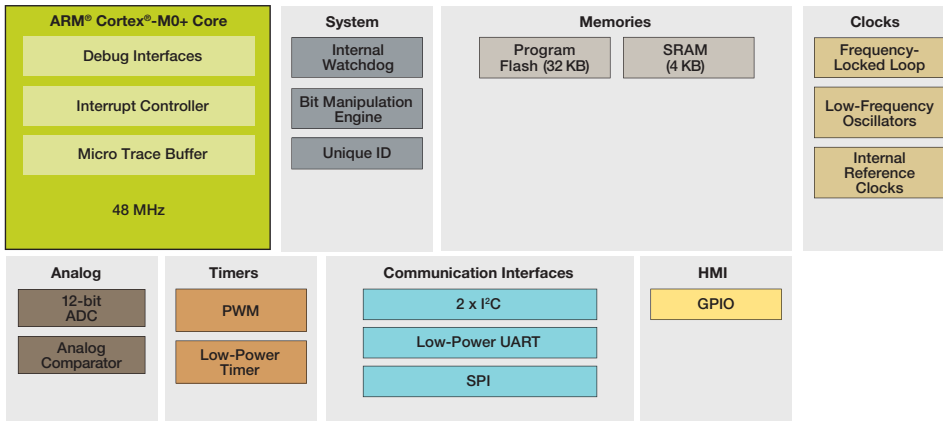 ARM® Cortex®-M0+ Core
Debug Interfaces
Interrupt Controller
Micro Trace Buffer
48 MHz
System
Internal
Watchdog
Bit Manipulation
Engine
Unique ID
Memories
Program
Flash (32 KB)
SRAM
(4 KB)
Clocks
Frequency-
Locked Loop
Low-Frequency
Oscillators
Internal
Reference
Clocks
Analog
12-bit
ADC
Analog
Comparator
Timers
PWM
Low-Power
Timer
Communication Interfaces
2 x I²C
Low-Power UART
SPI
HMI
GPIO